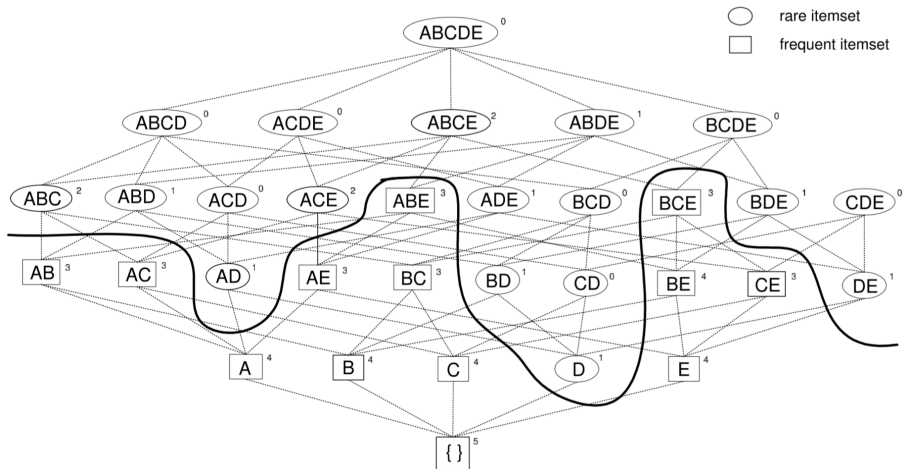 rare itemset
frequent itemset
ABCDE 0
ABCD 0 ACDE 0 ABCE 2 ABDE 1 BCDE 0
ABC 2 ABD 1 ACD 0 ACE 2 ABE 3 ADE 1 BCD 0 BCE 3 BDE 1 CDE 0
AB 3 AC 3 AD 1 AE 3 BC 3 BD 1 CD 0 BE 4 CE 3 DE 1
A 4 B 4 C 4 D 1 E 4
{ } 5